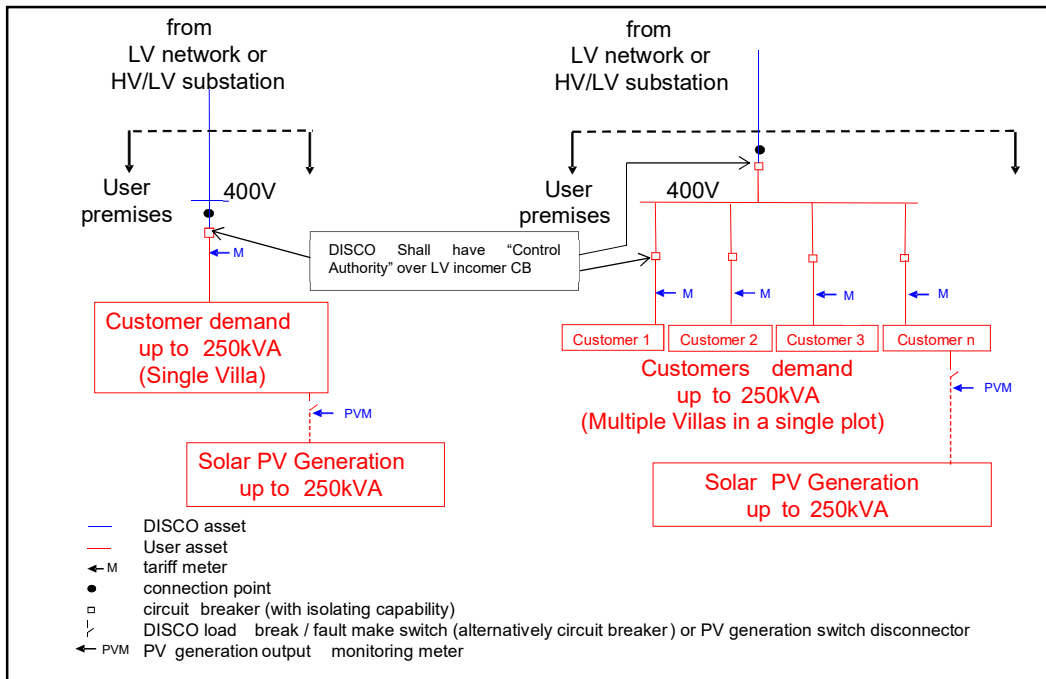 from
LV network or
HV/LV substation
User
premises
400V
M
Customer demand
up to 250kVA
(Single Villa)
PVM
Solar PV Generation
up to 250kVA
DISCO Shall have "Control
Authority" over LV incomer CB
from
LV network or
HV/LV substation
User
premises
400V
M
M
M
M
Customer 1
Customer 2
Customer 3
Customer n
Customers demand
up to 250kVA
(Multiple Villas in a single plot)
PVM
Solar PV Generation
up to 250kVA
DISCO asset
User asset
M tariff meter
connection point
circuit breaker (with isolating capability)
DISCO load break / fault make switch (alternatively circuit breaker) or PV generation switch disconnector
PVM PV generation output monitoring meter